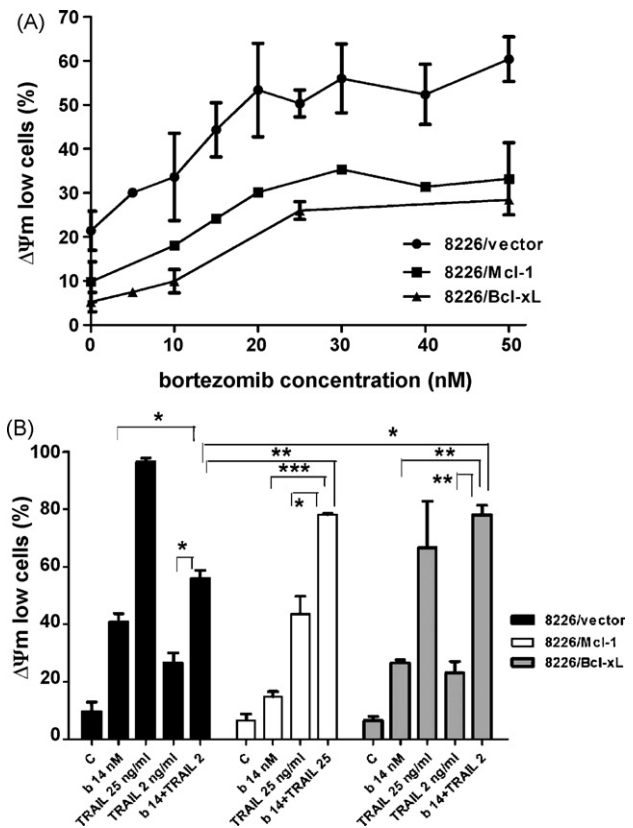 (A)
70
60
50
40
30
20
10
0
ΔΨm low cells (%)
8226/vector
8226/Mcl-1
8226/Bcl-xL
0 10 20 30 40 50
bortezomib concentration (nM)
(B)
100
80
60
40
20
0
ΔΨm low cells (%)
* ** *** * * * ** **
8226/vector
8226/Mcl-1
8226/Bcl-xL
C
b 14 nM
TRAIL 25 ng/ml
TRAIL 2 ng/ml
b 14+TRAIL 2
C
b 14 nM
TRAIL 25 ng/ml
b 14+TRAIL 25
C
b 14 nM
TRAIL 25 ng/ml
TRAIL 2 ng/ml
b 14+TRAIL 2